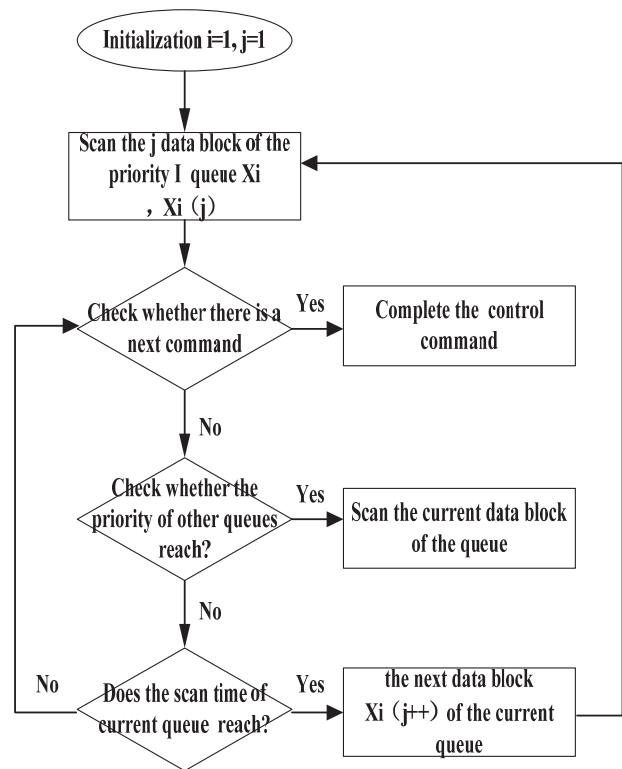 Initialization i=1, j=1
Scan the j data block of the
priority I queue Xi
， Xi（j）
Check whether there is a
next command
Yes
Complete the control
command
No
Check whether the
priority of other queues
reach?
Yes
Scan the current data block
of the queue
No
Does the scan time of
current queue reach?
No
Yes
the next data block
Xi（j++）of the current
queue